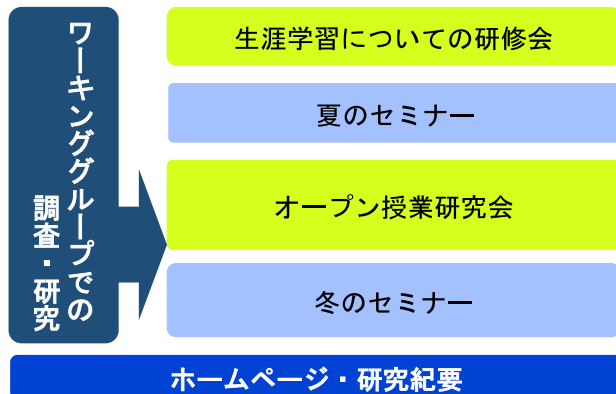 ワーキンググループでの
調査・研究
生涯学習についての研修会
夏のセミナー
オープン授業研究会
冬のセミナー
ホームページ・研究紀要